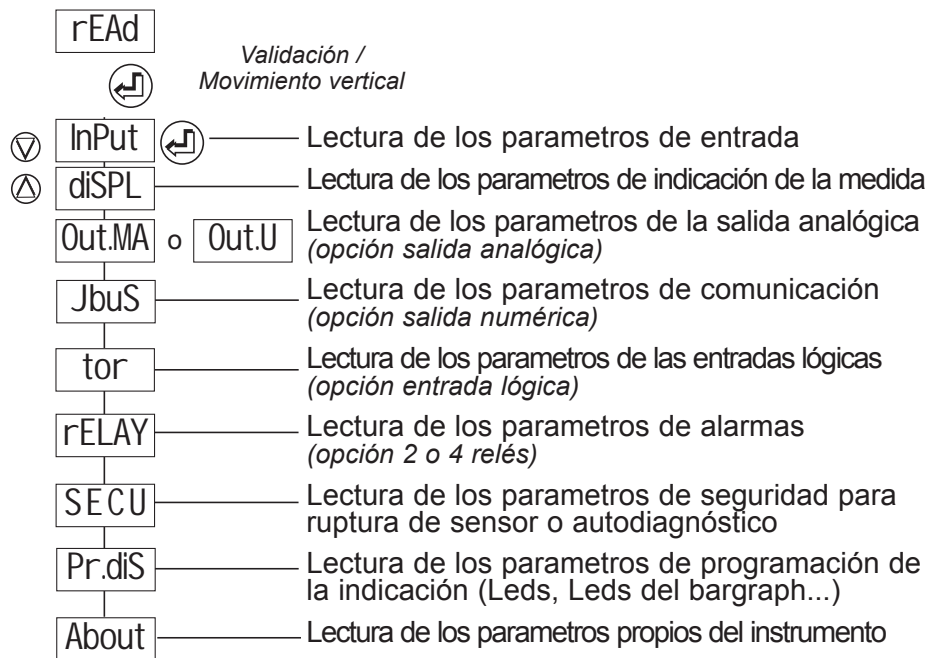 rEAd
Validación /
Movimiento vertical
InPut Lectura de los parametros de entrada
diSPL Lectura de los parametros de indicación de la medida
Out.MA o Out.U Lectura de los parametros de la salida analógica
(opción salida analógica)
JbuS Lectura de los parametros de comunicación
(opción salida numérica)
tor Lectura de los parametros de las entradas lógicas
(opción entrada lógica)
rELAY Lectura de los parametros de alarmas
(opción 2 o 4 relés)
SECU Lectura de los parametros de seguridad para
ruptura de sensor o autodiagnóstico
Pr.diS Lectura de los parametros de programación de
la indicación (Leds, Leds del bargraph...)
About Lectura de los parametros propios del instrumento